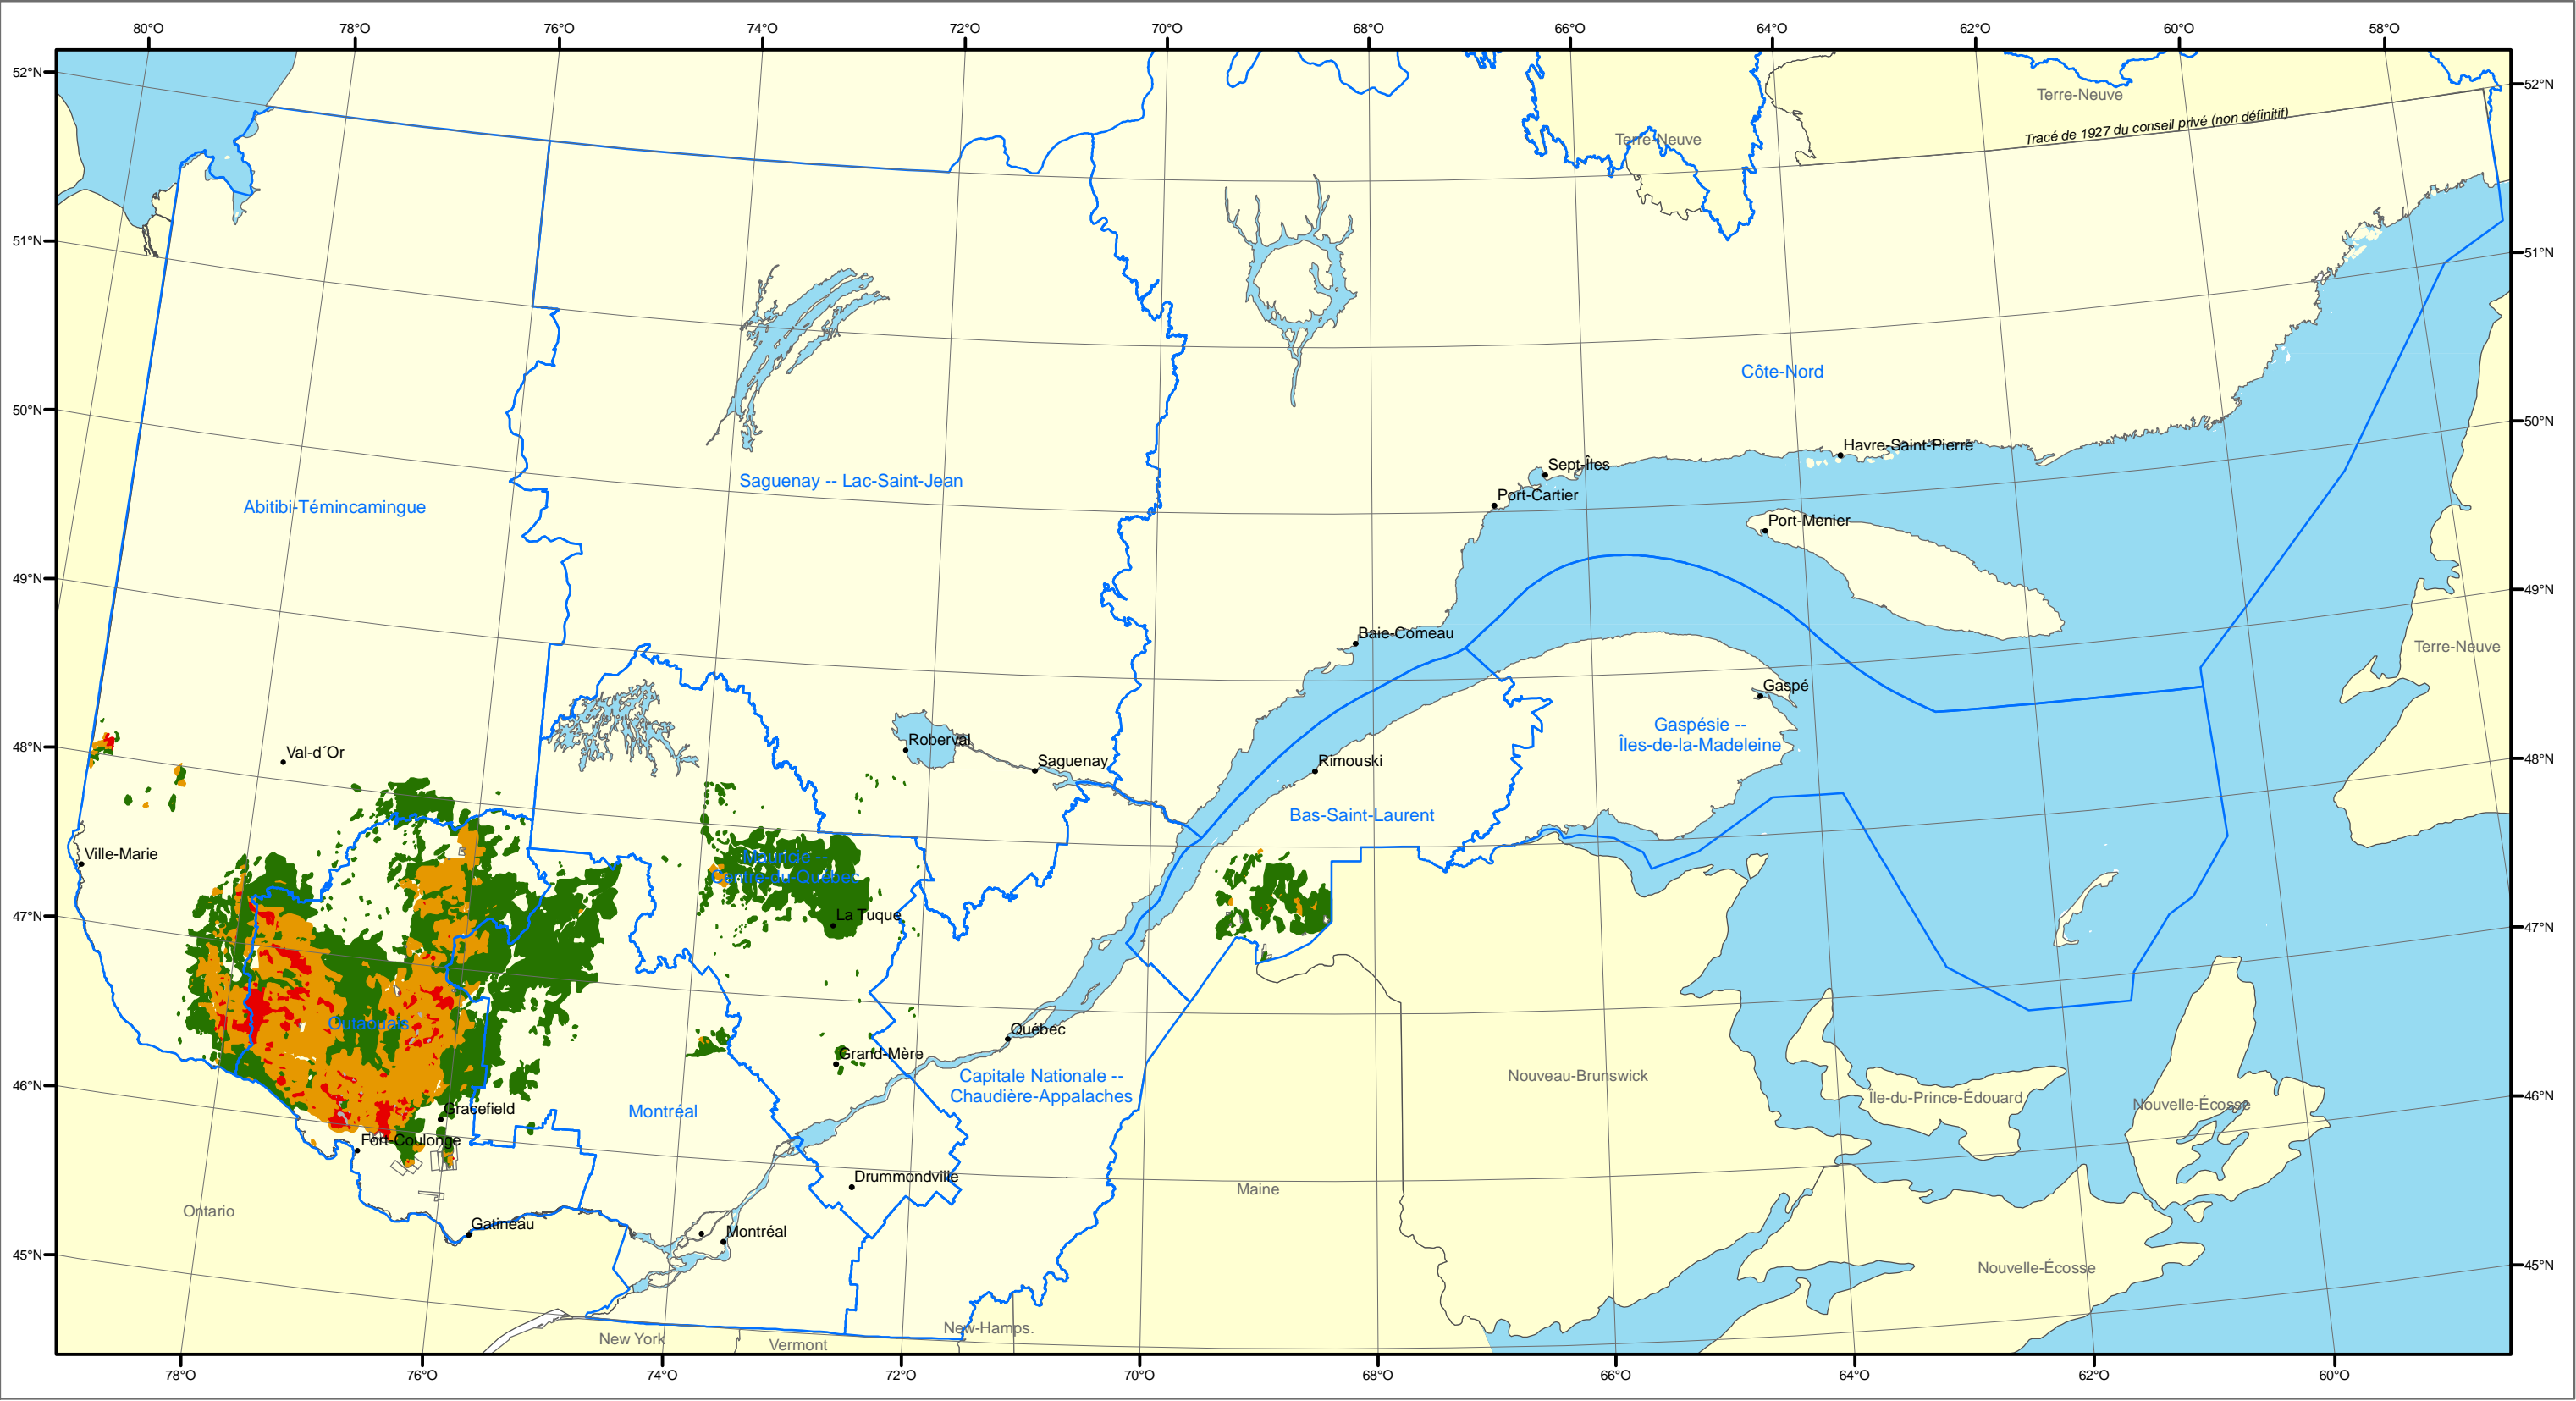 80°O 78°O 76°O 74°O 72°O 70°O 68°O 66°O 64°O 62°O 60°O 58°O
52°N 52°N
Terre-Neuve
Tracé de 1927 du conseil privé (non définitif)
Terre-Neuve
51°N 51°N
Côte-Nord
50°N 50°N
Havre-Saint-Pierre
Sept-Îles
Saguenay -- Lac-Saint-Jean
Port-Cartier
Abitibi-Témincamingue
Port-Menier
49°N 49°N
Baie-Comeau
Terre-Neuve
Gaspé
Gaspésie --
Îles-de-la-Madeleine
Roberval
48°N 48°N
Val-d´Or
Saguenay
Rimouski
Bas-Saint-Laurent
Ville-Marie
Mauricie --
Centre-du-Québec
La Tuque
47°N 47°N
Outaouais
Québec
Grand-Mère
Capitale Nationale --
Chaudière-Appalaches
Nouveau-Brunswick
46°N 46°N
Île-du-Prince-Édouard
Nouvelle-Écosse
Gracefield
Montréal
Fort-Coulonge
Drummondville
Maine
Ontario
Gatineau
Montréal
45°N 45°N
Nouvelle-Écosse
New-Hamps.
New York
Vermont
78°O 76°O 74°O 72°O 70°O 68°O 66°O 64°O 62°O 60°O